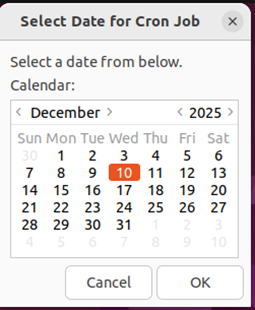 Select Date for Cron Job
Select a date from below.
Calendar:
December 2025
Sun Mon Tue Wed Thu Fri Sat
30 1 2 3 4 5 6
7 8 9 10 11 12 13
14 15 16 17 18 19 20
21 22 23 24 25 26 27
28 29 30 31 1 2 3
4 5 6 7 8 9 10
Cancel OK